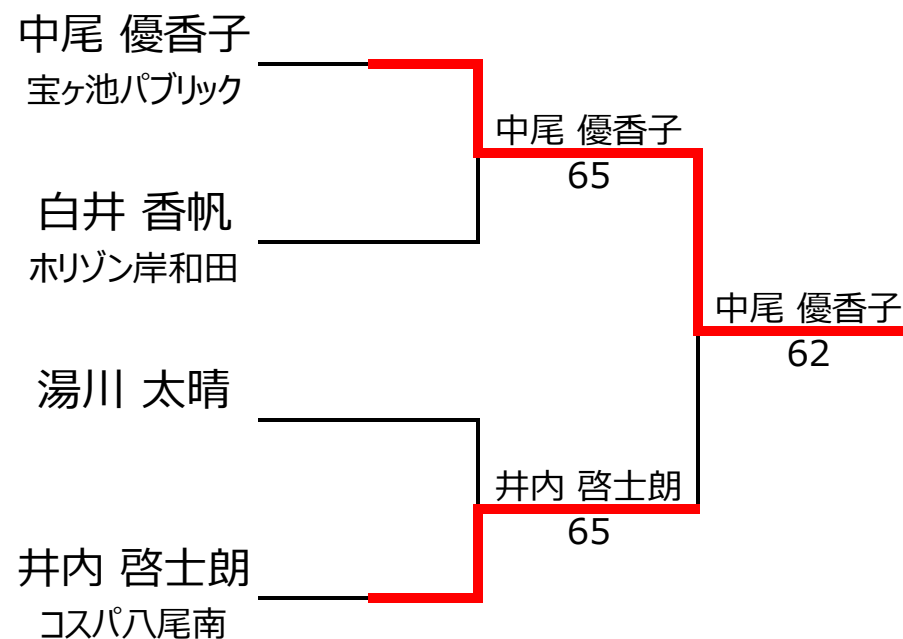 中尾 優香子
宝ヶ池パブリック
中尾 優香子
65
白井 香帆
ホリゾン岸和田
中尾 優香子
62
湯川 太晴
井内 啓士朗
65
井内 啓士朗
コスパ八尾南